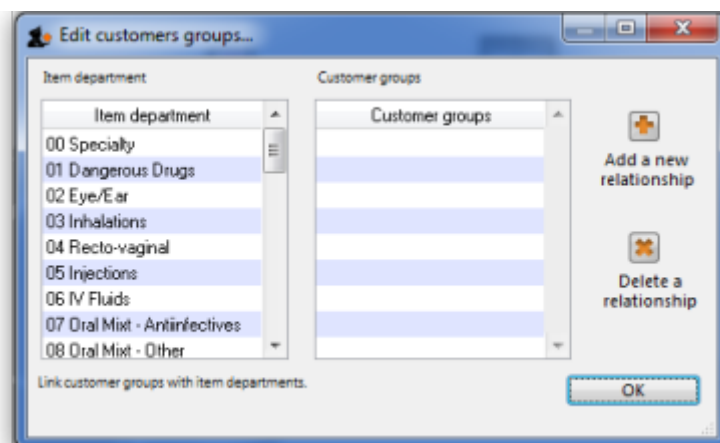 Edit customers groups...
Item department
Customer groups
Item department
Customer groups
00 Specialty
01 Dangerous Drugs
02 Eye/Ear
03 Inhalations
04 Recto-vaginal
05 Injections
06 IV Fluids
07 Oral Mixt - Antiinfectives
08 Oral Mixt - Other
Add a new
relationship
Delete a
relationship
Link customer groups with item departments.
OK